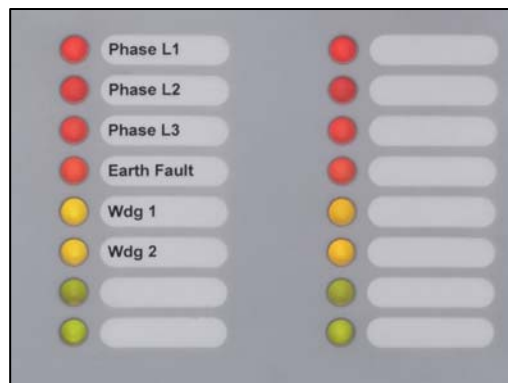 Phase L1
Phase L2
Phase L3
Earth Fault
Wdg 1
Wdg 2